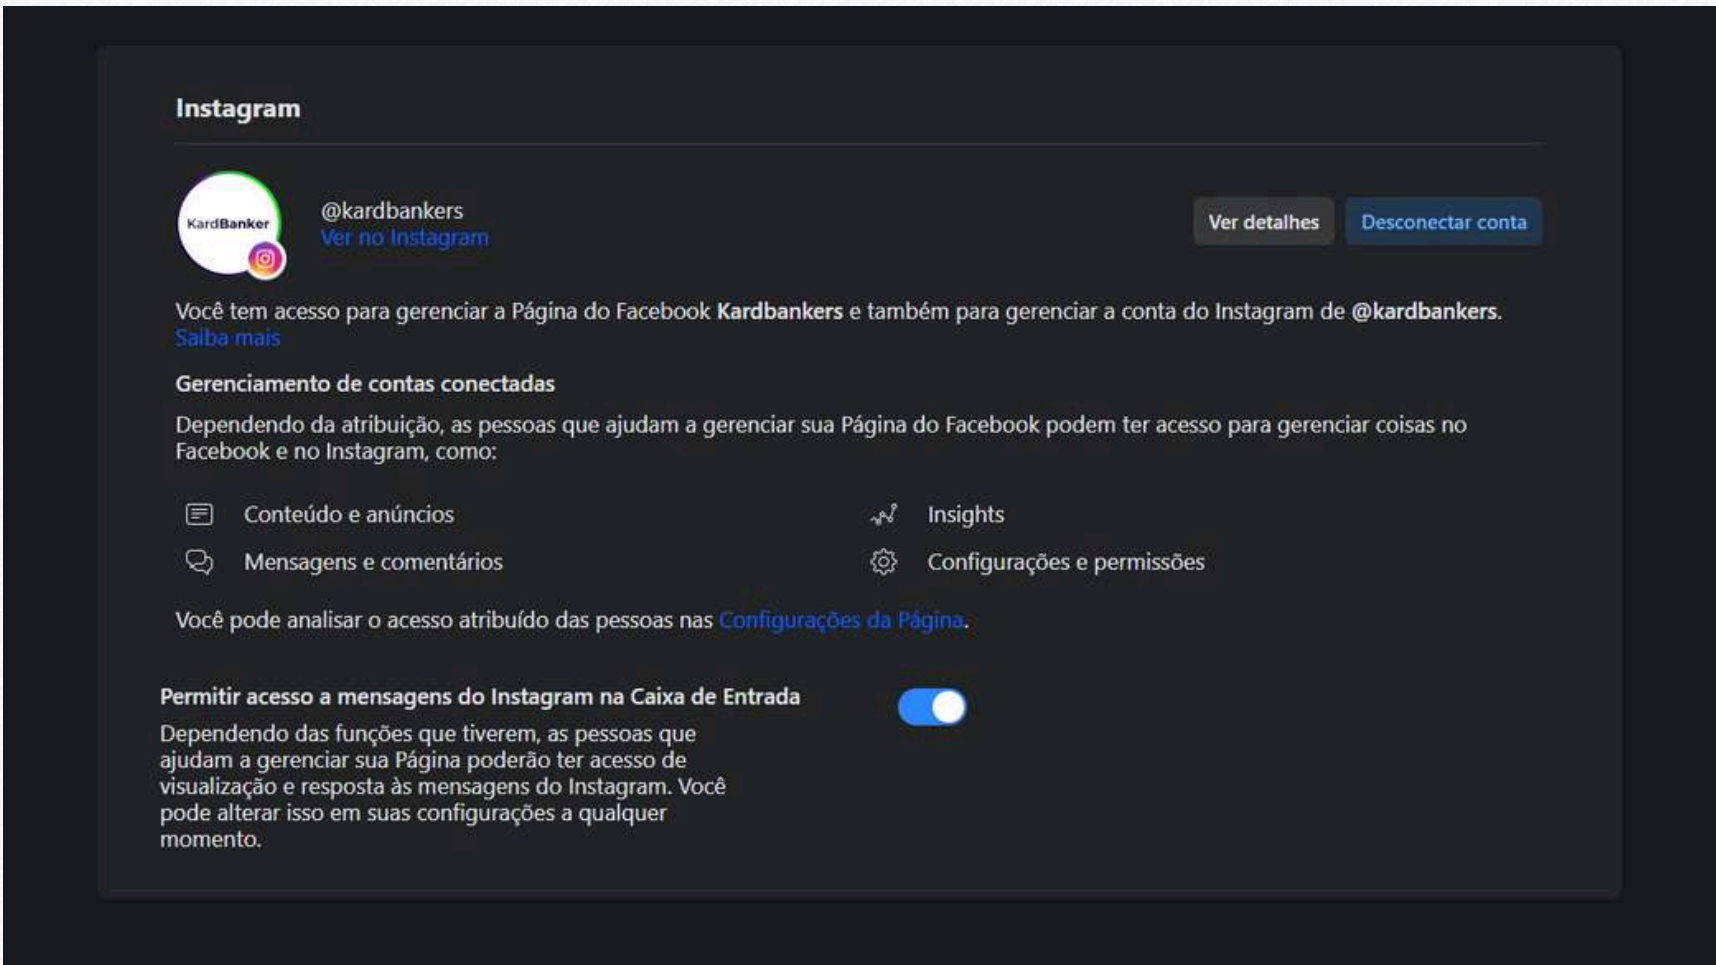 Instagram
KardBanker
@kardbankers
Ver no Instagram
Ver detalhes
Desconectar conta
Você tem acesso para gerenciar a Página do Facebook Kardbankers e também para gerenciar a conta do Instagram de @kardbankers.
Saiba mais
Gerenciamento de contas conectadas
Dependendo da atribuição, as pessoas que ajudam a gerenciar sua Página do Facebook podem ter acesso para gerenciar coisas no
Facebook e no Instagram, como:
Conteúdo e anúncios
Insights
Mensagens e comentários
Configurações e permissões
Você pode analisar o acesso atribuído das pessoas nas Configurações da Página.
Permitir acesso a mensagens do Instagram na Caixa de Entrada
Dependendo das funções que tiverem, as pessoas que
ajudam a gerenciar sua Página poderão ter acesso de
visualização e resposta às mensagens do Instagram. Você
pode alterar isso em suas configurações a qualquer
momento.